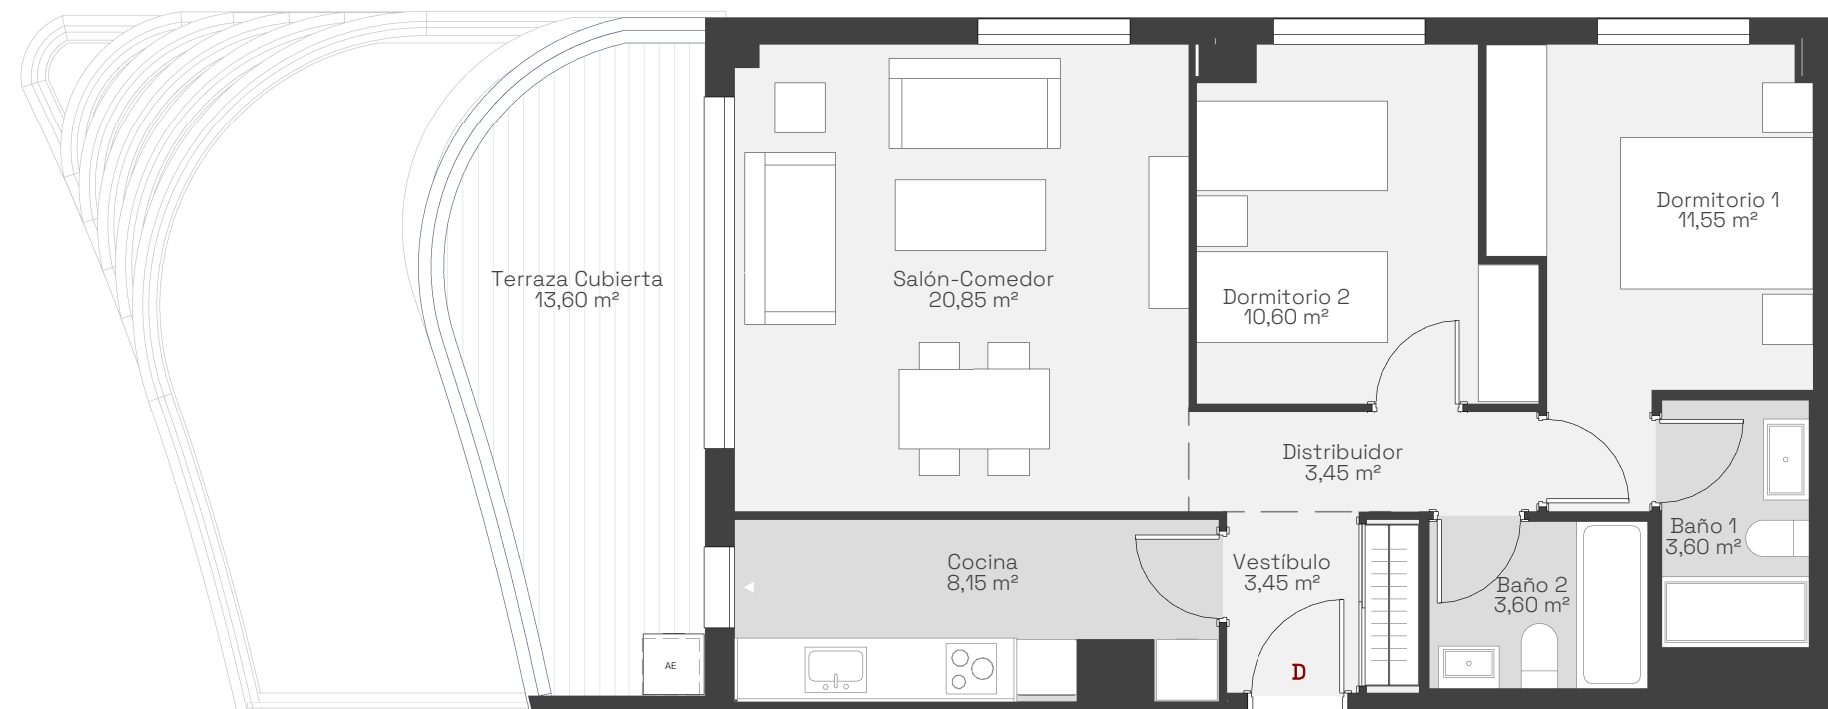 Terraza Cubierta
13,60 m²
Salón-Comedor
20,85 m²
Dormitorio 2
10,60 m²
Dormitorio 1
11,55 m²
Distribuidor
3,45 m²
Cocina
8,15 m²
Vestíbulo
3,45 m²
Baño 2
3,60 m²
Baño 1
3,60 m²
AE
D